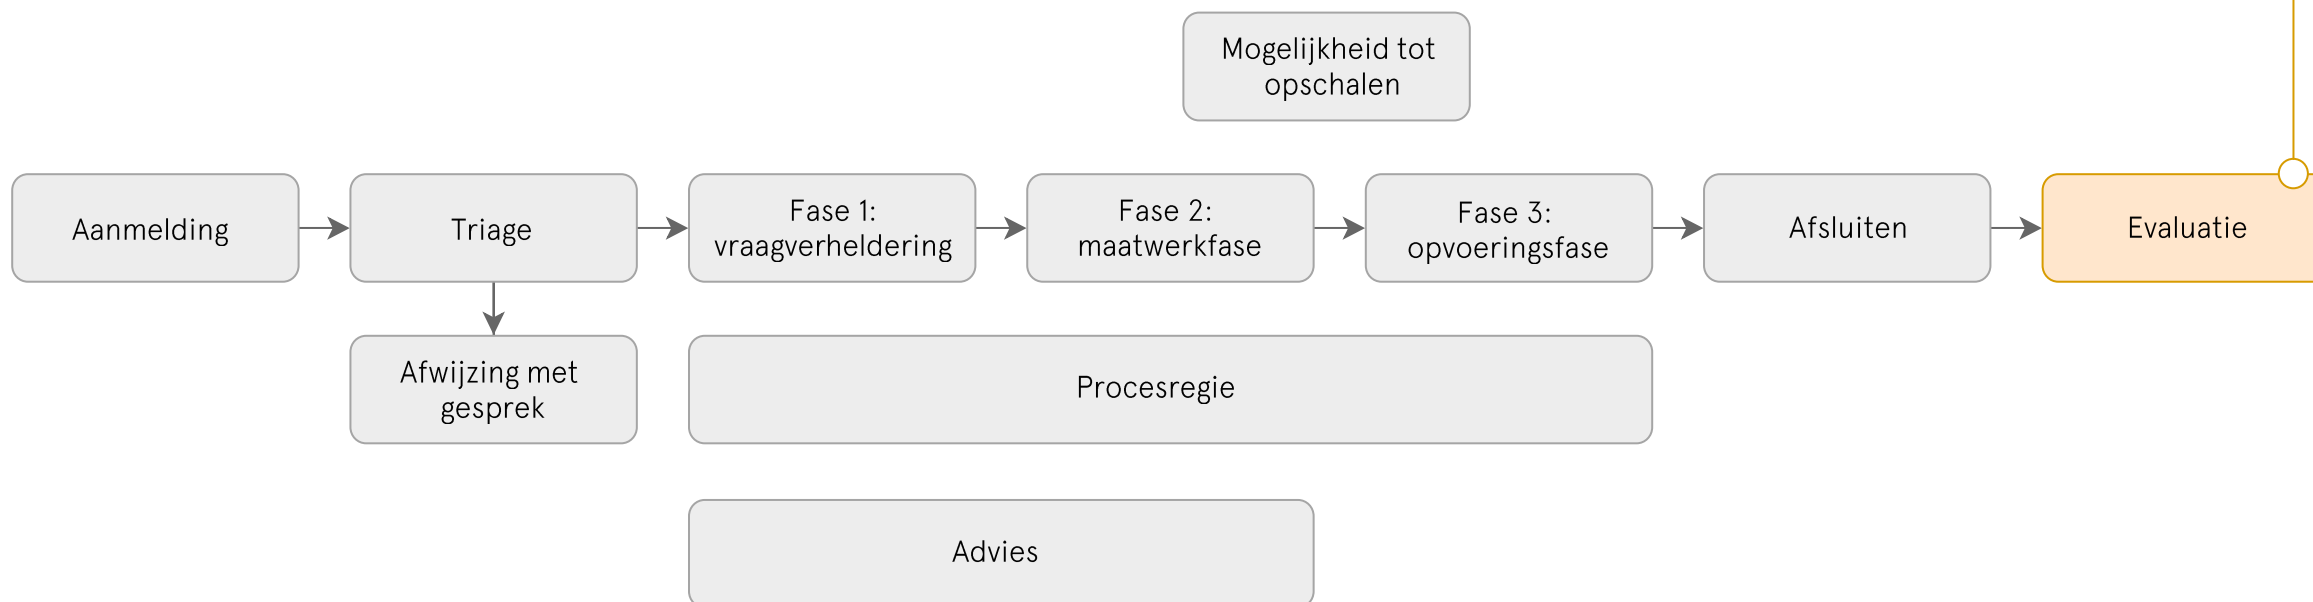 Mogelijkheid tot
opschalen
Aanmelding
Triage
Fase 1:
vraagverheldering
Fase 2:
maatwerkfase
Fase 3:
opvoeringsfase
Afsluiten
Evaluatie
Afwijzing met
gesprek
Procesregie
Advies